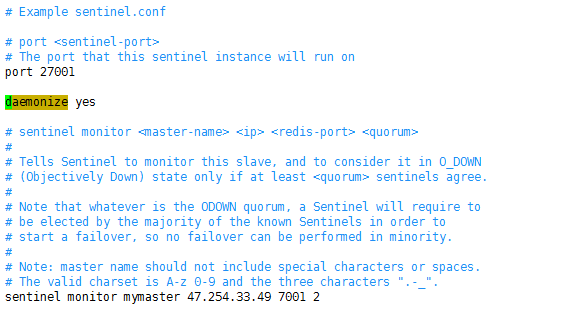 # Example sentinel.conf
# port <sentinel-port>
# The port that this sentinel instance will run on
port 27001
daemonize yes
# sentinel monitor <master-name> <ip> <redis-port> <quorum>
#
# Tells Sentinel to monitor this slave, and to consider it in O_DOWN
# (Objectively Down) state only if at least <quorum> sentinels agree.
#
# Note that whatever is the ODOWN quorum, a Sentinel will require to
# be elected by the majority of the known Sentinels in order to
# start a failover, so no failover can be performed in minority.
#
# Note: master name should not include special characters or spaces.
# The valid charset is A-z 0-9 and the three characters ".-_".
sentinel monitor mymaster 47.254.33.49 7001 2